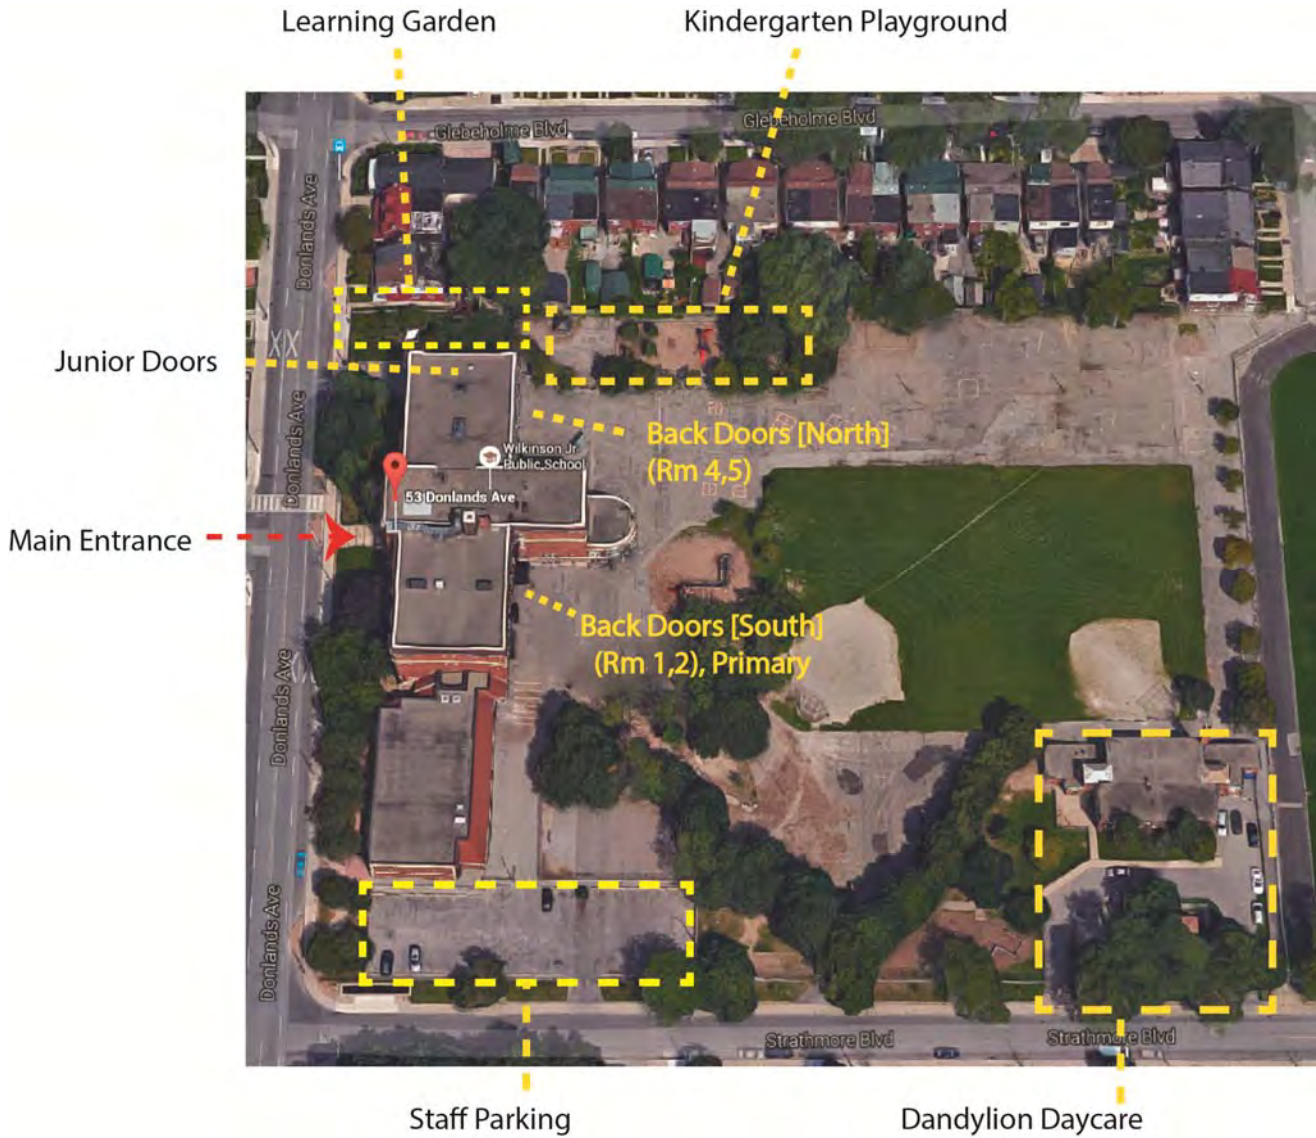 Learning Garden
Kindergarten Playground
Glebeholme Blvd
Glebeholme Blvd
Donlands Ave
Junior Doors
Back Doors [North]
(Rm 4,5)
Wilkinson Jr
Public School
Donlands Ave
53 Donlands Ave
Main Entrance
Back Doors [South]
(Rm 1,2), Primary
Donlands Ave
Donlands Ave
Strathmore Blvd
Strathmore Blvd
Staff Parking
Dandylion Daycare